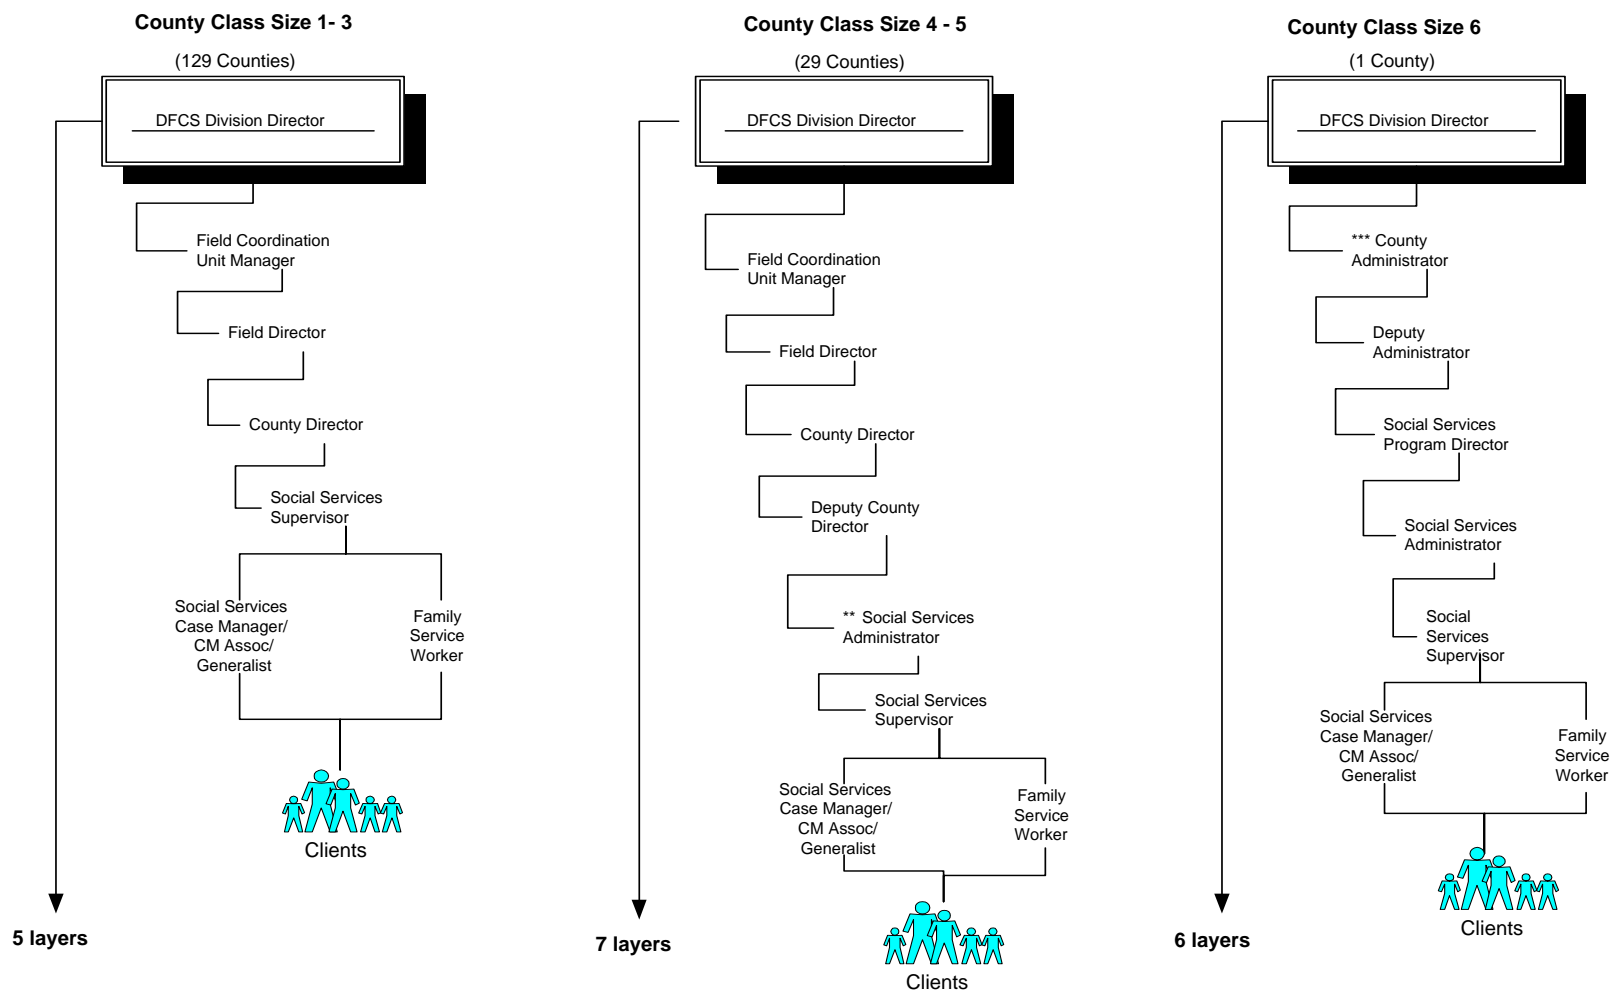 County Class Size 1- 3
(129 Counties)
DFCS Division Director
Field Coordination
Unit Manager
Field Director
County Director
Social Services
Supervisor
Social Services
Case Manager/
CM Assoc/
Generalist
Family
Service
Worker
Clients
5 layers
County Class Size 4 - 5
(29 Counties)
DFCS Division Director
Field Coordination
Unit Manager
Field Director
County Director
Deputy County
Director
** Social Services
Administrator
Social Services
Supervisor
Social Services
Case Manager/
CM Assoc/
Generalist
Family
Service
Worker
Clients
7 layers
County Class Size 6
(1 County)
DFCS Division Director
*** County
Administrator
Deputy
Administrator
Social Services
Program Director
Social Services
Administrator
Social
Services
Supervisor
Social Services
Case Manager/
CM Assoc/
Generalist
Family
Service
Worker
Clients
6 layers